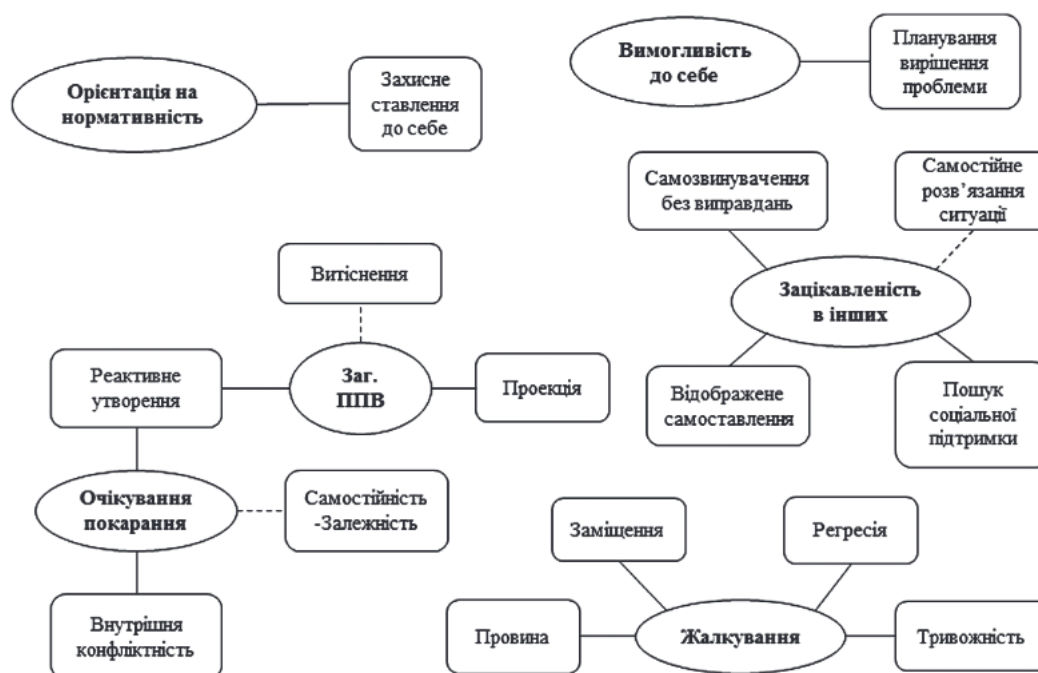 Орієнтація на
нормативність
Захисне
ставлення
до себе
Вимогливість
до себе
Планування
вирішення
проблеми
Самозвинувачення
без виправдань
Самостійне
розв’язання
ситуації
Зацікавленість
в інших
Відображене
самоставлення
Пошук
соціальної
підтримки
Витіснення
Реактивне
утворення
Заг.
ППВ
Проекція
Очікування
покарання
Самостійність
-Залежність
Внутрішня
конфліктність
Заміщення
Регресія
Провина
Жалкування
Тривожність